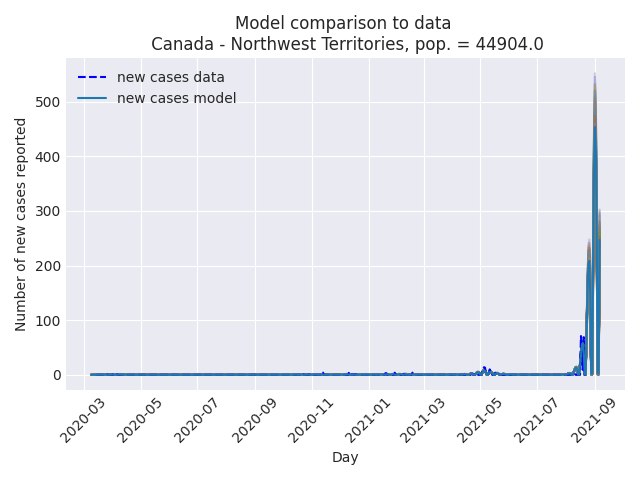 Model comparison to data
Canada - Northwest Territories, pop. = 44904.0
new cases data
new cases model
Number of new cases reported
500
400
300
200
100
0
2020-03
2020-05
2020-07
2020-09
2020-11
2021-01
2021-03
2021-05
2021-07
2021-09
Day